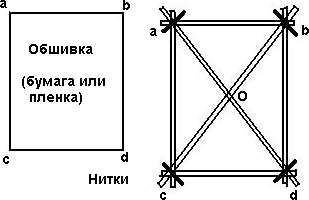 a b
Обшивка
(бумага или
пленка)
c d
Нитки
a b
O
c d